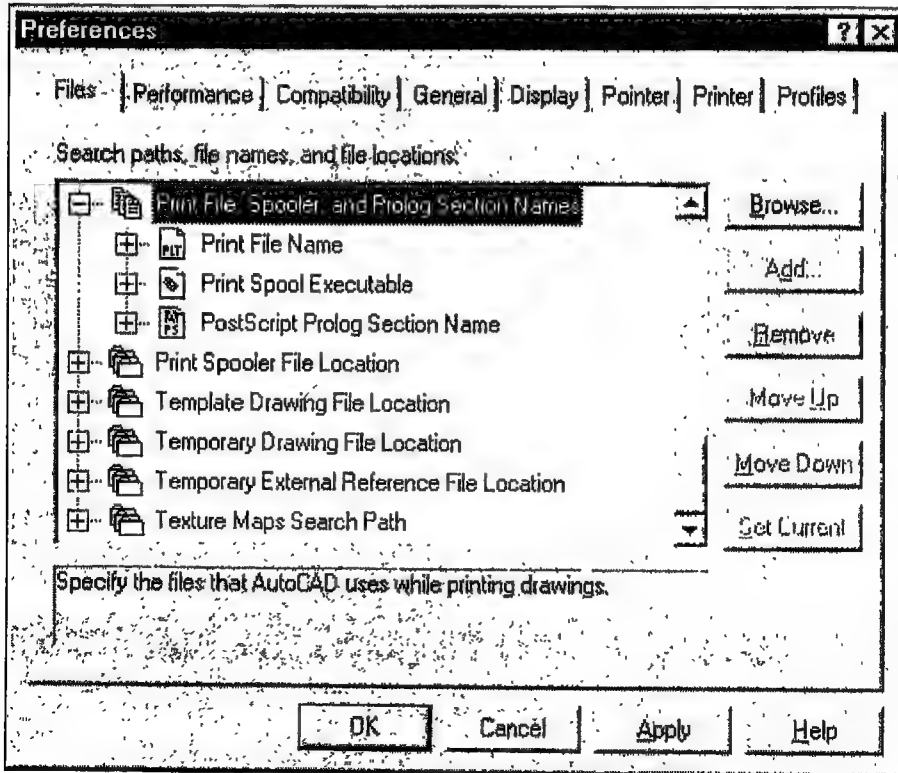 Preferences
Files Performance Compatibility General Display Pointer Printer Profiles
Search paths, file names, and file locations:
Print File, Spooler, and Prolog Section Names
Print File Name
Print Spool Executable
PostScript Prolog Section Name
Print Spooler File Location
Template Drawing File Location
Temporary Drawing File Location
Temporary External Reference File Location
Texture Maps Search Path
Browse...
Add...
Remove
Move Up
Move Down
Set Current
Specify the files that AutoCAD uses while printing drawings.
OK Cancel Apply Help